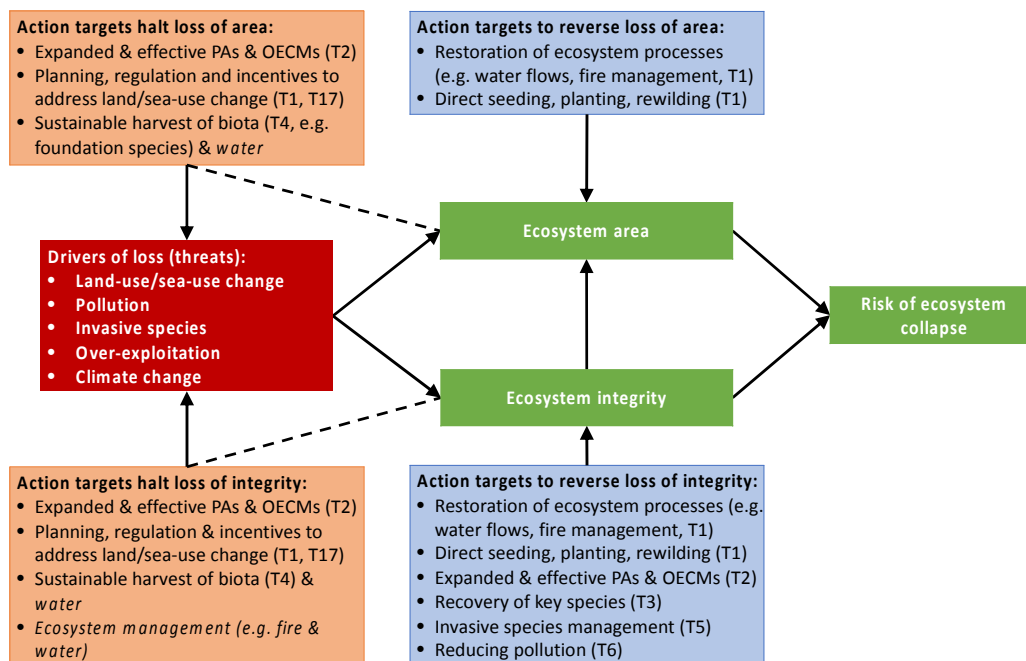 Action targets halt loss of area:
• Expanded & effective PAs & OECMs (T2)
• Planning, regulation and incentives to
address land/sea-use change (T1, T17)
• Sustainable harvest of biota (T4, e.g.
foundation species) & water
Action targets to reverse loss of area:
• Restoration of ecosystem processes
(e.g. water flows, fire management, T1)
• Direct seeding, planting, rewilding (T1)
Drivers of loss (threats):
• Land-use/sea-use change
• Pollution
• Invasive species
• Over-exploitation
• Climate change
Ecosystem area
Ecosystem integrity
Risk of ecosystem
collapse
Action targets halt loss of integrity:
• Expanded & effective PAs & OECMs (T2)
• Planning, regulation & incentives to
address land/sea-use change (T1, T17)
• Sustainable harvest of biota (T4) &
water
• Ecosystem management (e.g. fire &
water)
Action targets to reverse loss of integrity:
• Restoration of ecosystem processes (e.g.
water flows, fire management, T1)
• Direct seeding, planting, rewilding (T1)
• Expanded & effective PAs & OECMs (T2)
• Recovery of key species (T3)
• Invasive species management (T5)
• Reducing pollution (T6)